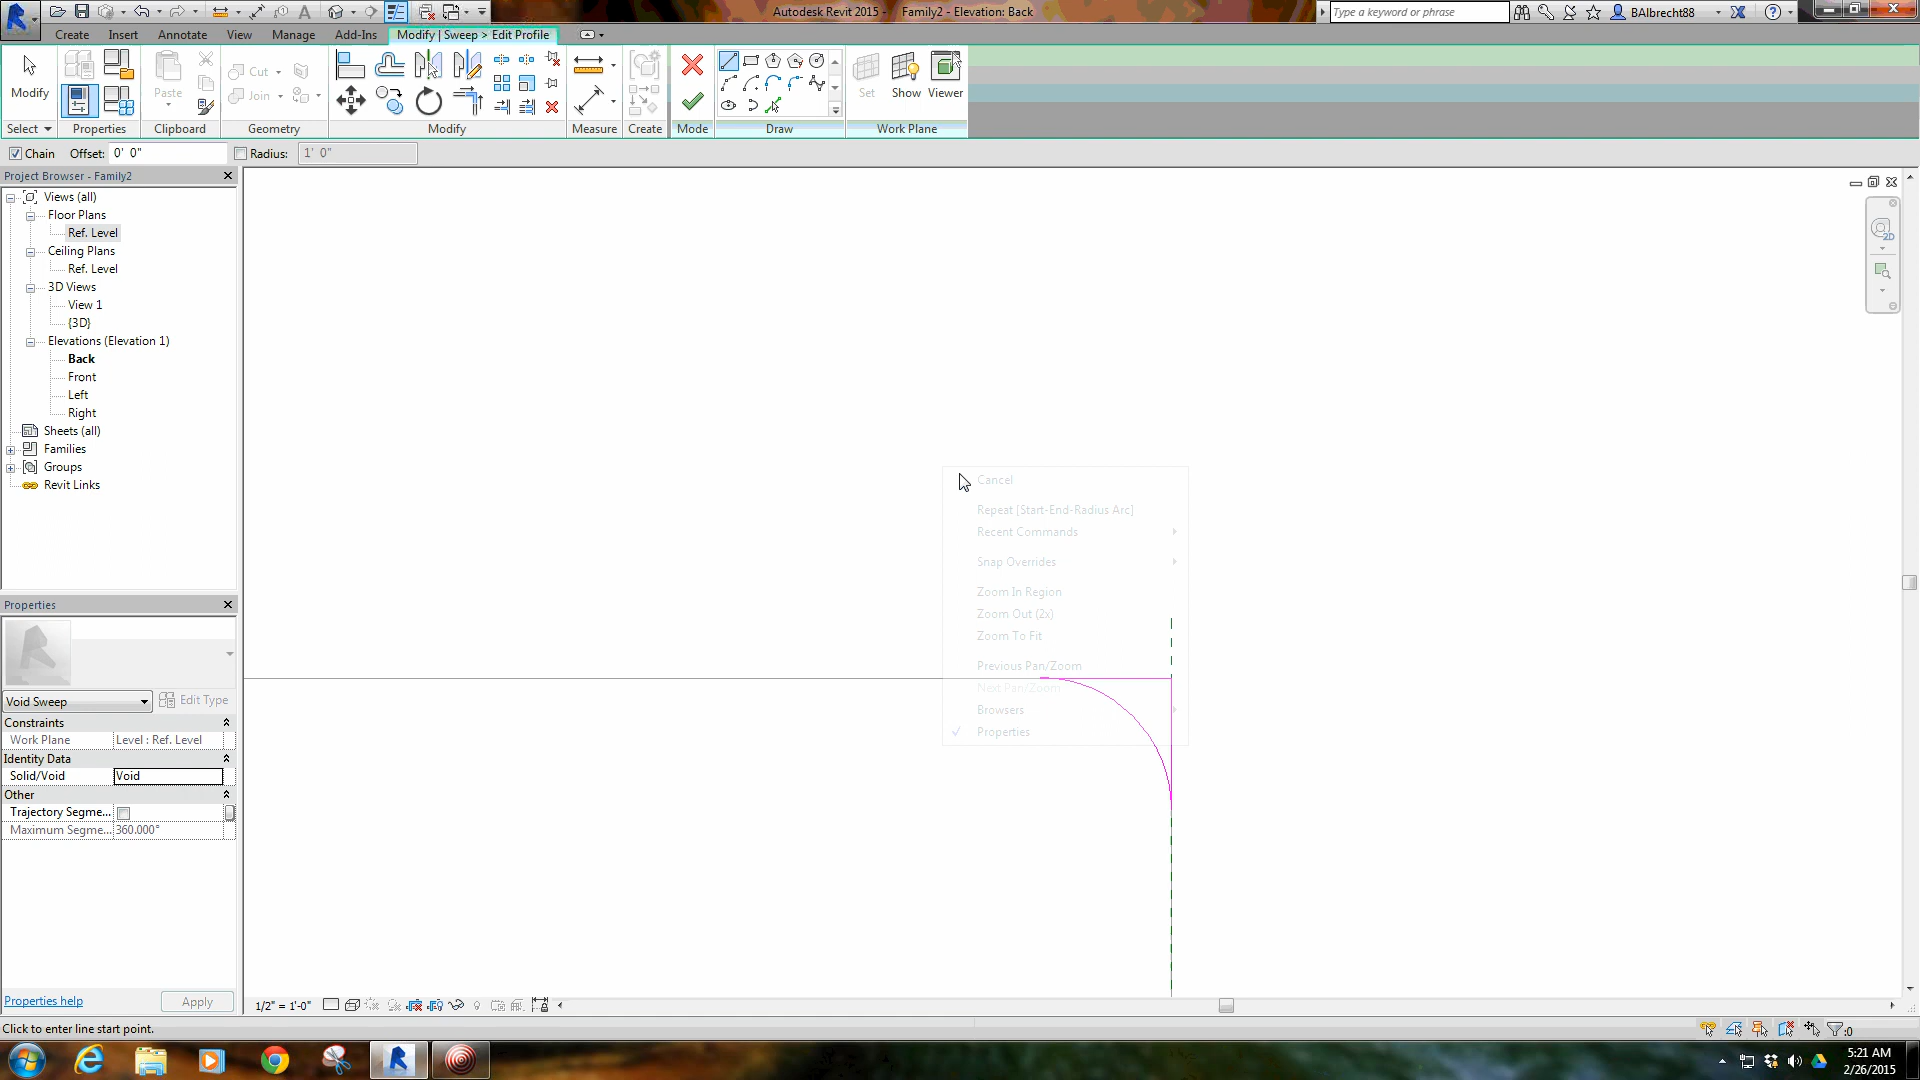 Autodesk Revit 2015 -     Family2 - Elevation: Back
Type a keyword or phrase
BAlbrecht88
Create
Insert
Annotate
View
Manage
Add-Ins
Modify | Sweep > Edit Profile
Modify
Paste
Cut
Join
Set
Show
Viewer
Select
Properties
Clipboard
Geometry
Modify
Measure
Create
Mode
Draw
Work Plane
Chain
Offset:
0' 0"
Radius:
1' 0"
Project Browser - Family2
Views (all)
Floor Plans
Ref. Level
Ceiling Plans
Ref. Level
3D Views
View 1
{3D}
Elevations (Elevation 1)
Back
Front
Left
Right
Sheets (all)
Families
Groups
Revit Links
2D
Cancel
Repeat [Start-End-Radius Arc]
Recent Commands
Snap Overrides
Zoom In Region
Zoom Out (2x)
Zoom To Fit
Previous Pan/Zoom
Next Pan/Zoom
Browsers
Properties
Properties
Void Sweep
Edit Type
Constraints
Work Plane
Level : Ref. Level
Identity Data
Solid/Void
Void
Other
Trajectory Segme...
Maximum Segme...
360.000°
Properties help
Apply
1/2" = 1'-0"
Click to enter line start point.
:0
5:21 AM
2/26/2015